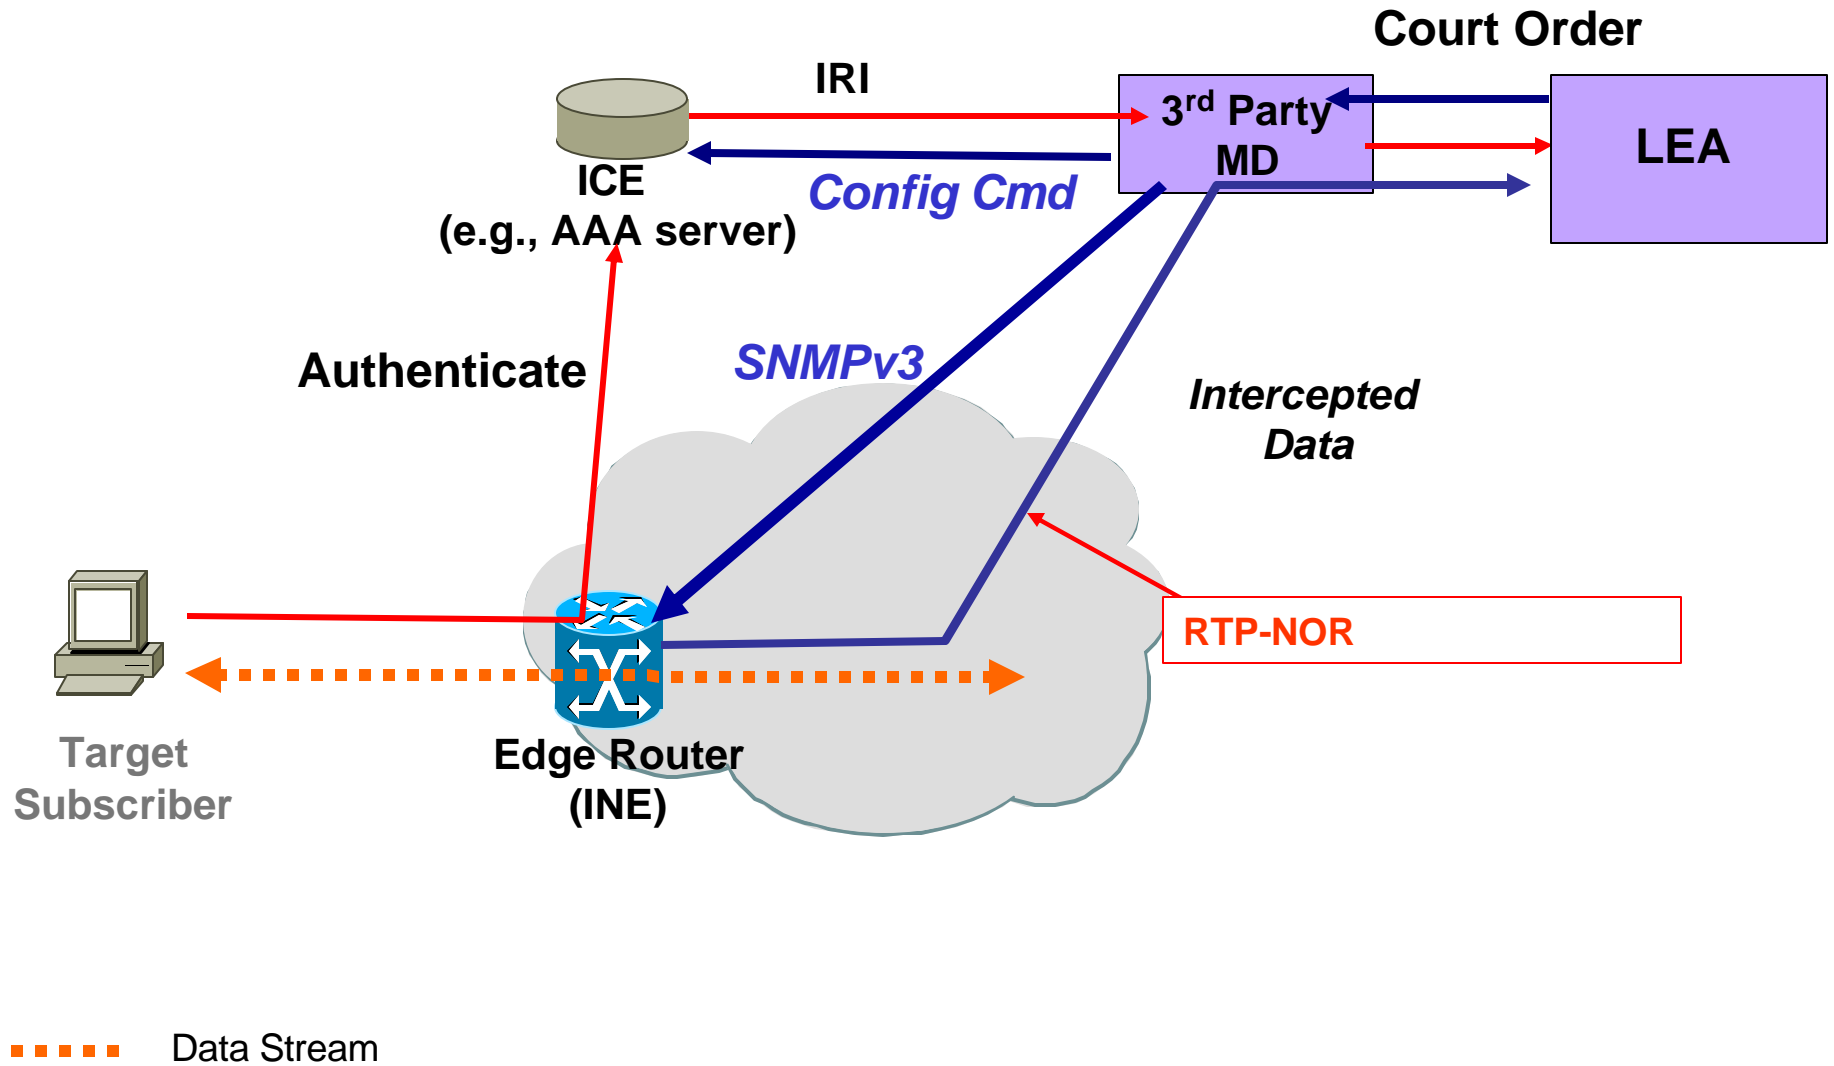 Court Order
IRI
3rd Party
MD
LEA
ICE
(e.g., AAA server)
Config Cmd
Authenticate
SNMPv3
Intercepted
Data
RTP-NOR
Target
Subscriber
Edge Router
(INE)
Data Stream